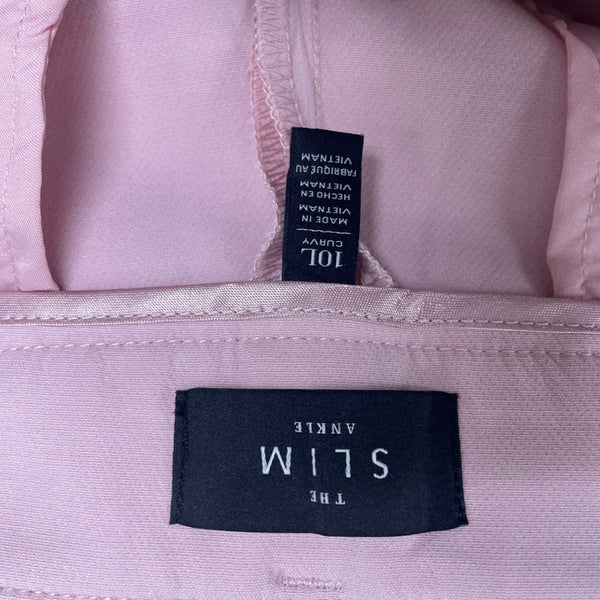 THE
SLIM
ANKLE
10L
CURVY
MADE IN
VIETNAM
HECHO EN
VIETNAM
FABRIQUÉ AU
VIETNAM